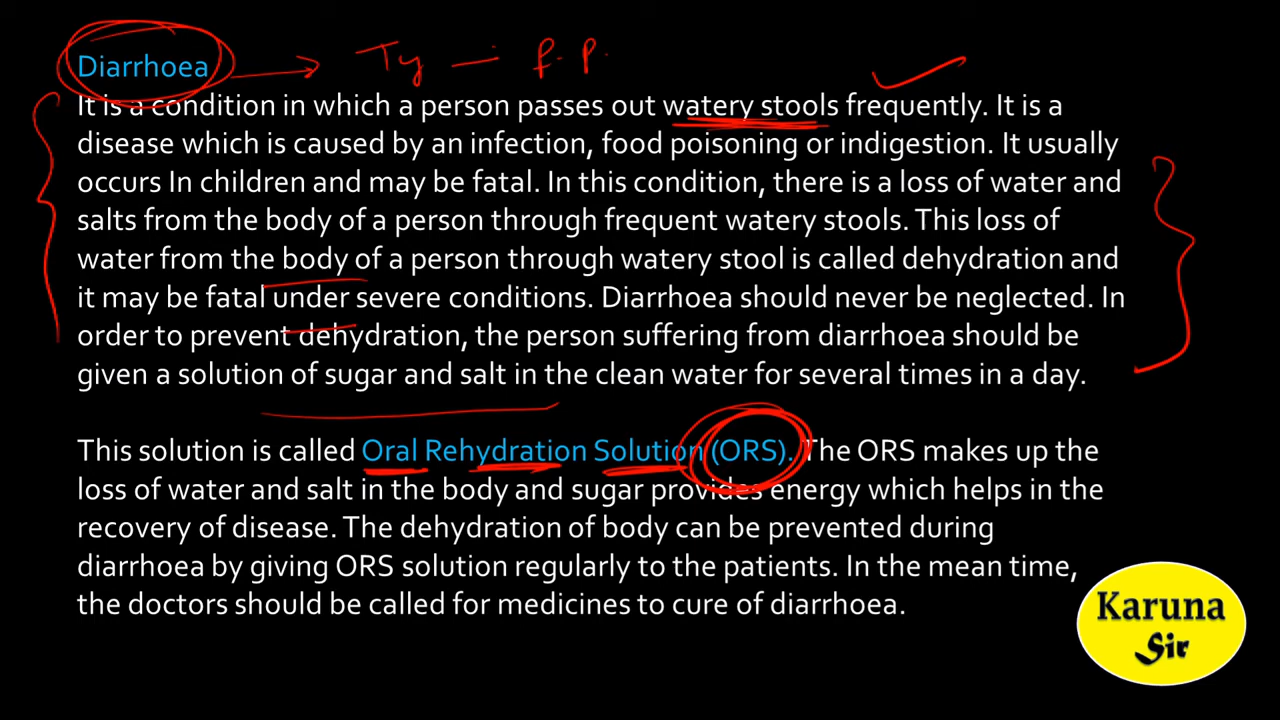 Diarrhoea
Ty — f. p.
It is a condition in which a person passes out watery stools frequently. It is a
disease which is caused by an infection, food poisoning or indigestion. It usually
occurs In children and may be fatal. In this condition, there is a loss of water and
salts from the body of a person through frequent watery stools. This loss of
water from the body of a person through watery stool is called dehydration and
it may be fatal under severe conditions. Diarrhoea should never be neglected. In
order to prevent dehydration, the person suffering from diarrhoea should be
given a solution of sugar and salt in the clean water for several times in a day.
This solution is called Oral Rehydration Solution (ORS). The ORS makes up the
loss of water and salt in the body and sugar provides energy which helps in the
recovery of disease. The dehydration of body can be prevented during
diarrhoea by giving ORS solution regularly to the patients. In the mean time,
the doctors should be called for medicines to cure of diarrhoea.
Karuna
Sir